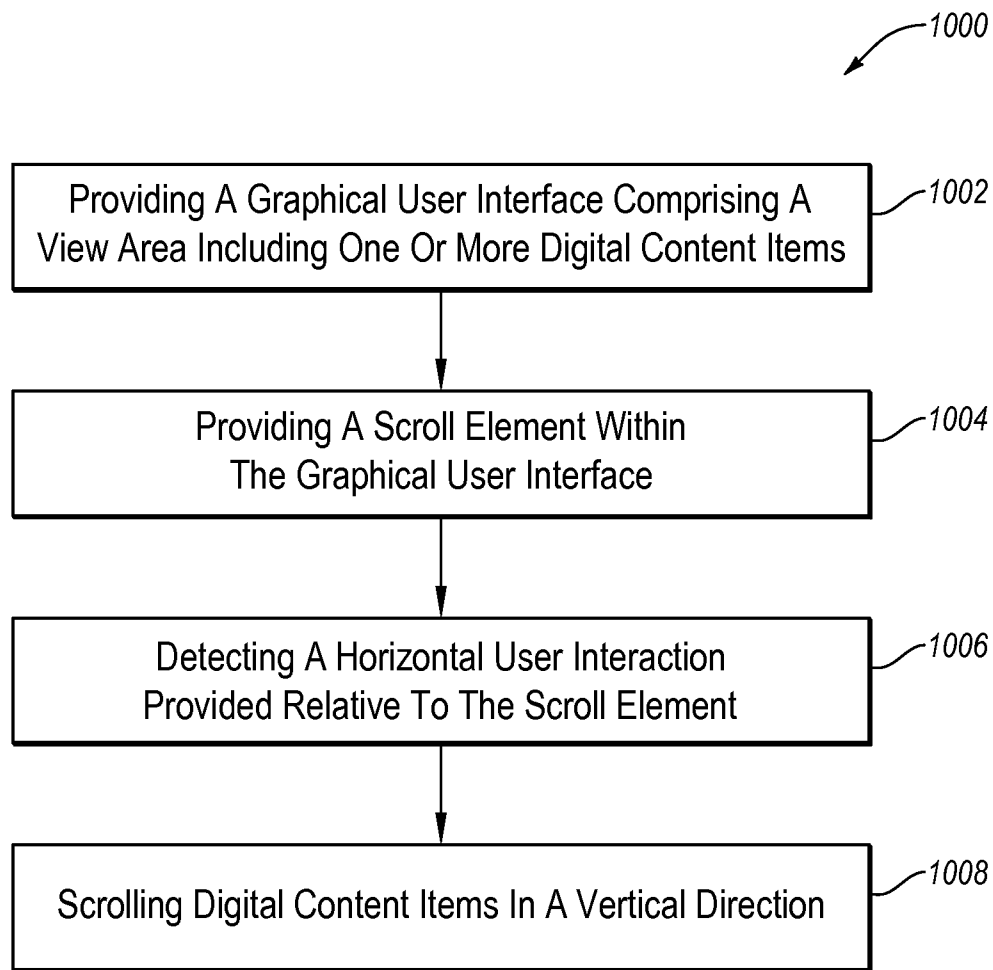 1000
Providing A Graphical User Interface Comprising A
View Area Including One Or More Digital Content Items
1002
Providing A Scroll Element Within
The Graphical User Interface
1004
Detecting A Horizontal User Interaction
Provided Relative To The Scroll Element
1006
Scrolling Digital Content Items In A Vertical Direction
1008